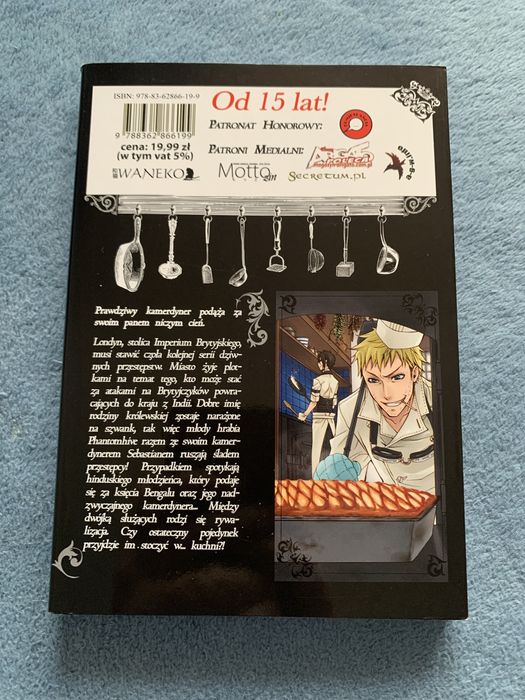 ISBN: 978-83-62866-19-9
9 788362 866199
cena: 19,99 zł
(w tym vat 5%)
WANEKO
Od 15 lat!
Patronat Honorowy:
Patroni Medialni:
Motto
Secretum.pl
Prawdziwy kamerdyner podąża za
swoim panem niczym cień.
Londyn, stolica Imperium Brytyjskiego,
musi stawić czoła kolejnej serii dziw-
nych przestępstw. Miasto żyje plot-
kami na temat tego, kto może stać
za atakami na Brytyjczyków powra-
cających do kraju z Indii. Dobre imię
rodziny królewskiej zostaje narażone
na szwank, tak więc młody hrabia
Phantomhive razem ze swoim kamer-
dynerem Sebastianem ruszają śladem
przestępcy! Przypadkiem spotykają
hinduskiego młodzieńca, który podaje
się za księcia Bengalu oraz jego nad-
zwyczajnego kamerdynera... Między
dwójką służących rodzi się rywa-
lizacja. Czy ostateczny pojedynek
przyjdzie im stoczyć w... kuchni?!